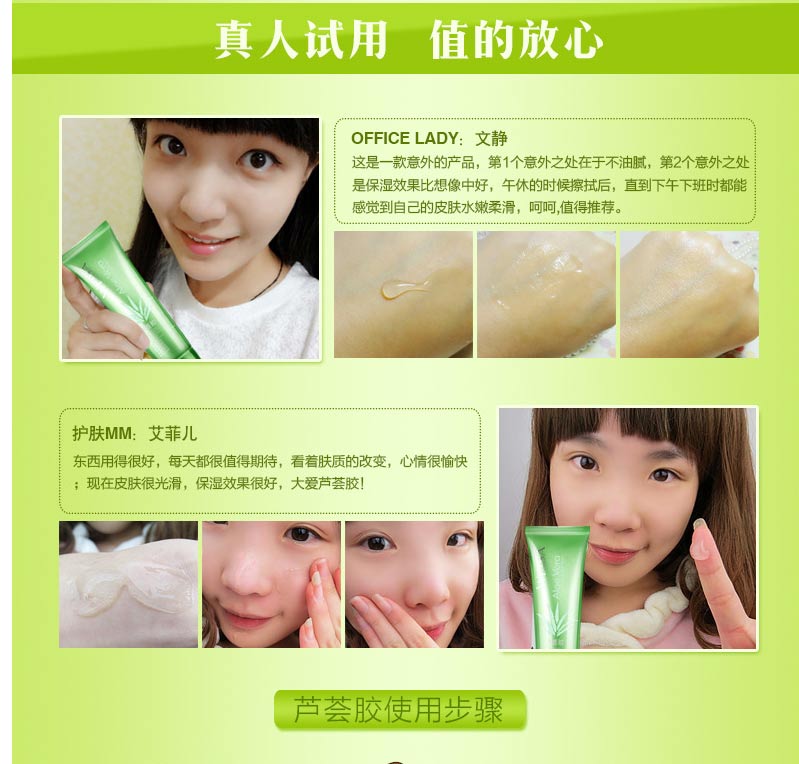 真人试用 值的放心
OFFICE LADY：文静
这是一款意外的产品，第1个意外之处在于不油腻，第2个意外之处
是保湿效果比想像中好，午休的时候擦拭后，直到下午下班时都能
感觉到自己的皮肤水嫩柔滑，呵呵,值得推荐。
护肤MM：艾菲儿
东西用得很好，每天都很值得期待，看着肤质的改变，心情很愉快
；现在皮肤很光滑，保湿效果很好，大爱芦荟胶！
Aloe Vera
芦荟胶使用步骤